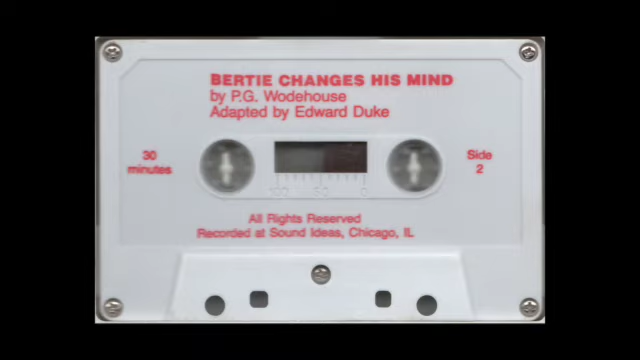 BERTIE CHANGES HIS MIND
by P.G. Wodehouse
Adapted by Edward Duke
30
minutes
Side
2
100 50 0
All Rights Reserved
Recorded at Sound Ideas, Chicago, IL